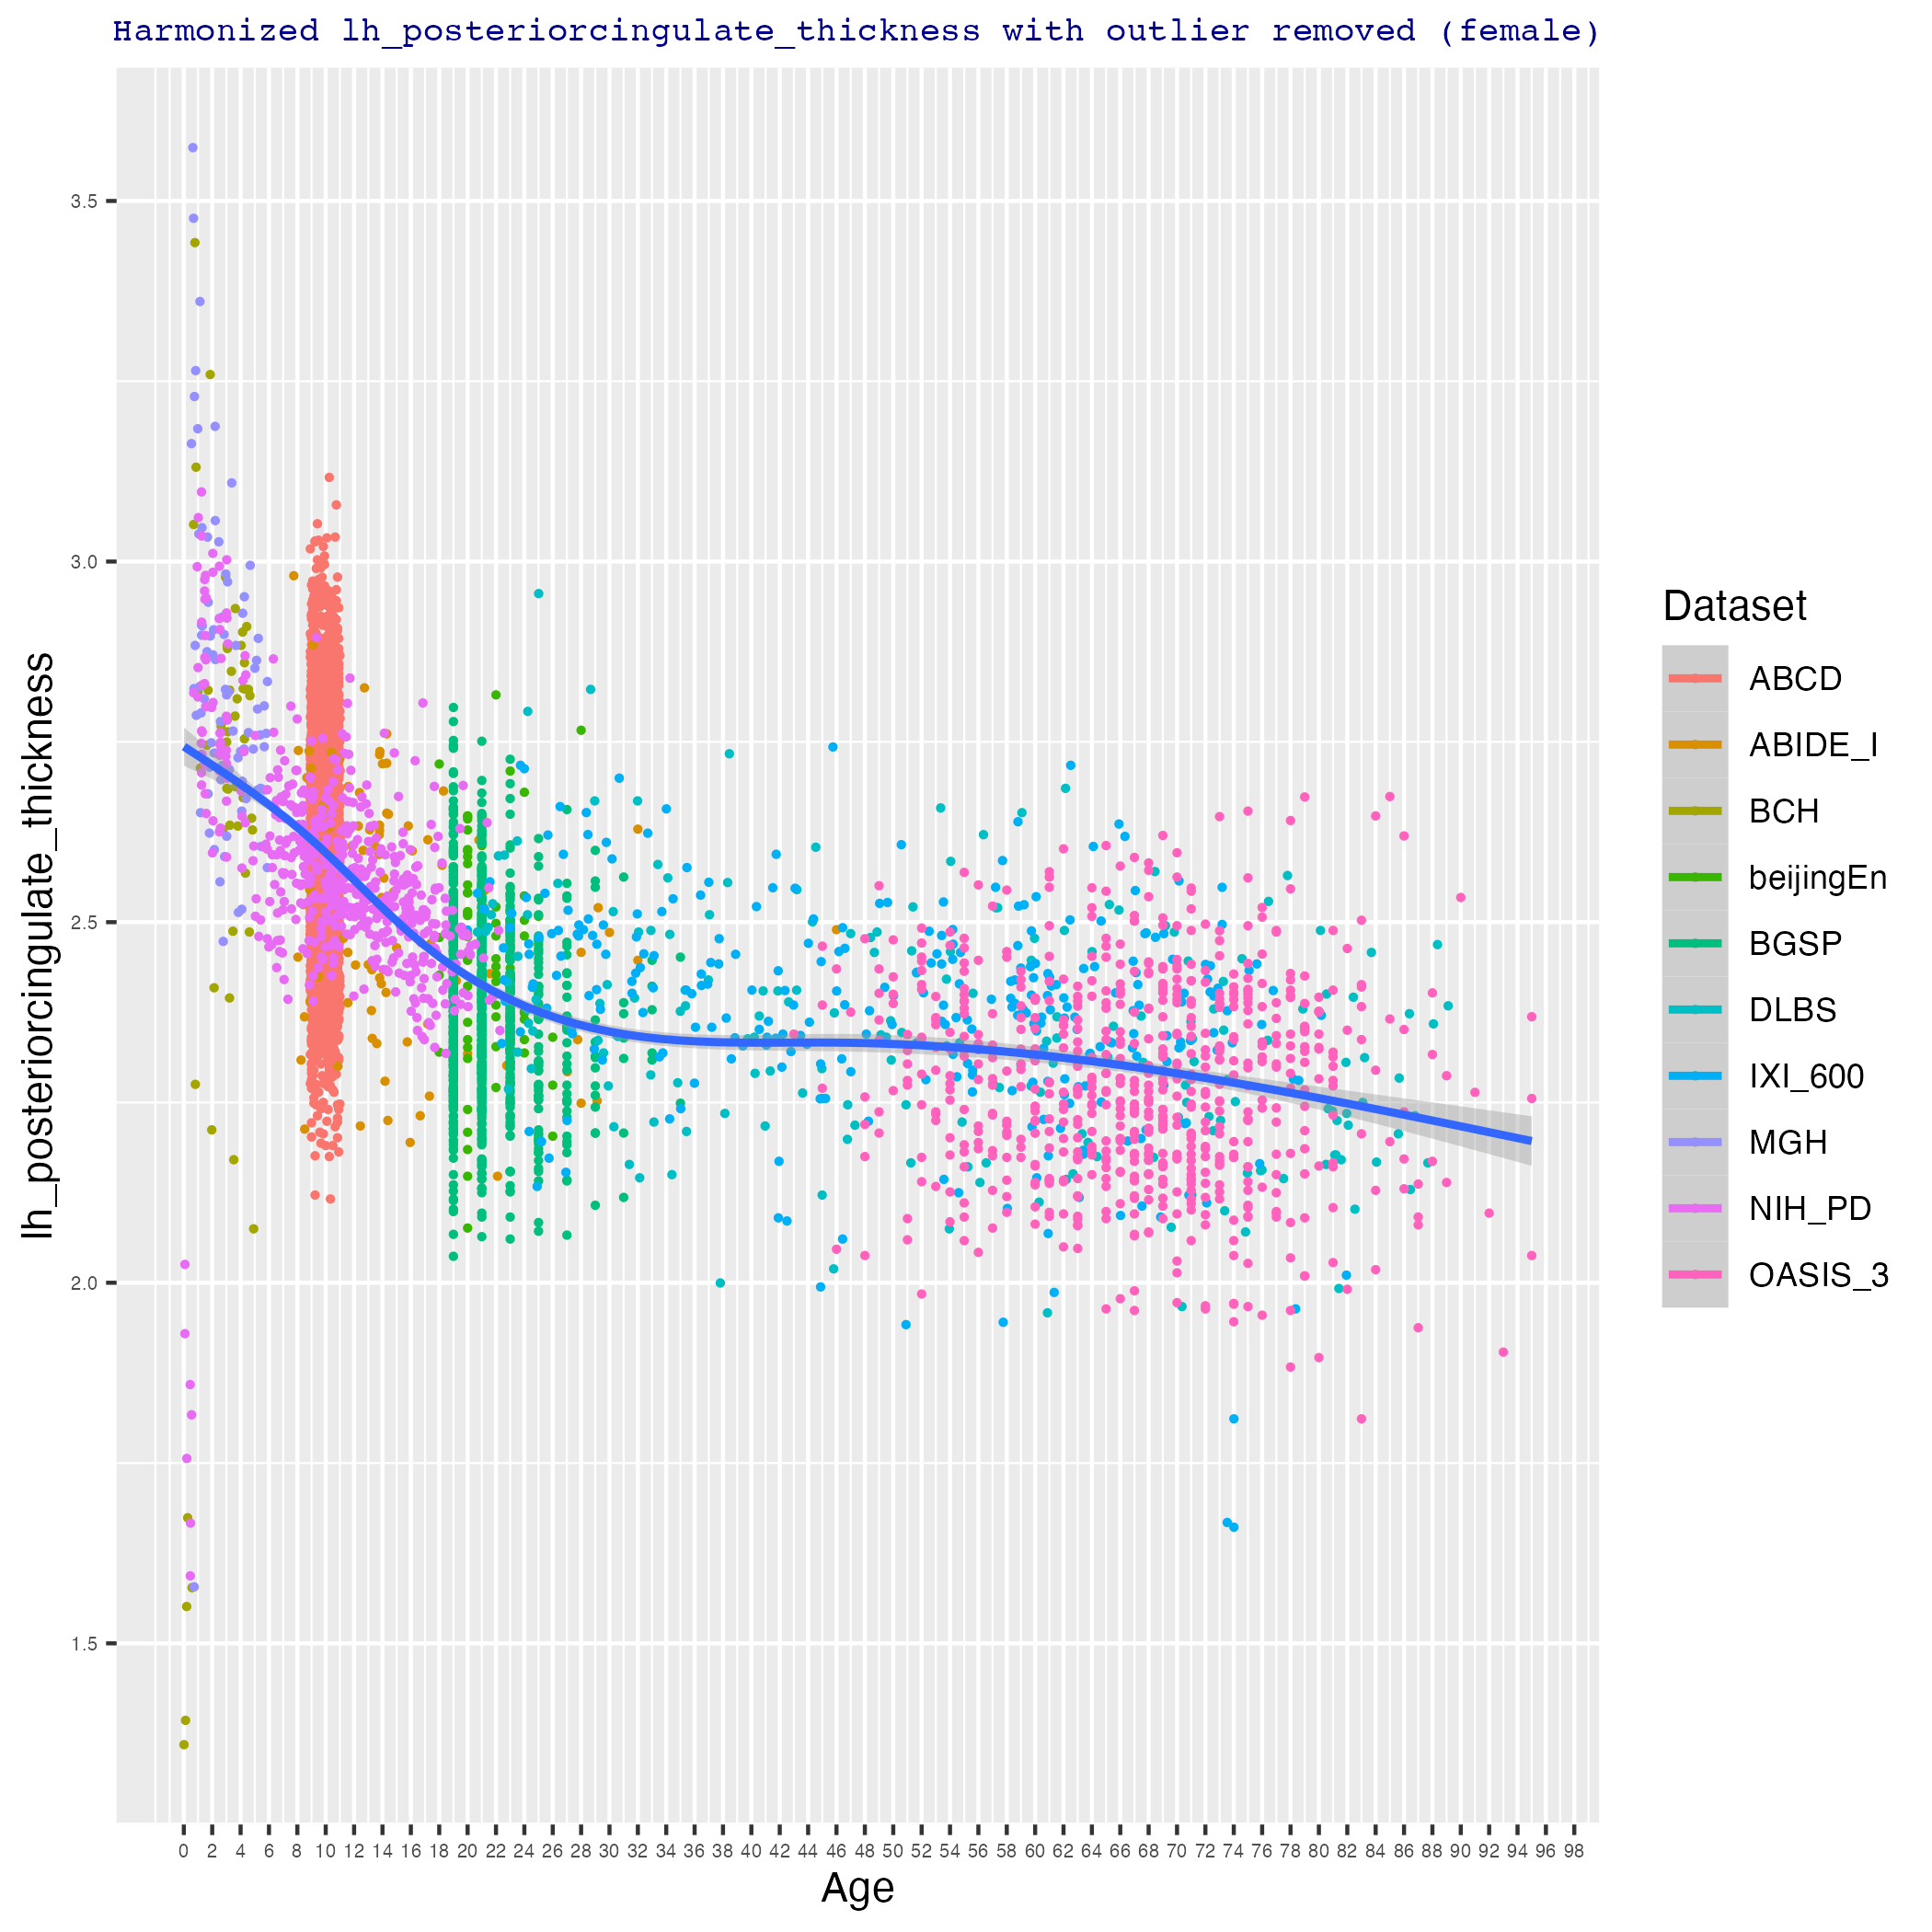 Harmonized lh_posteriorcingulate_thickness with outlier removed (female)
lh_posteriorcingulate_thickness
3.5
3.0
2.5
2.0
1.5
0 2 4 6 8 10 12 14 16 18 20 22 24 26 28 30 32 34 36 38 40 42 44 46 48 50 52 54 56 58 60 62 64 66 68 70 72 74 76 78 80 82 84 86 88 90 92 94 96 98
Age
Dataset
ABCD
ABIDE_I
BCH
beijingEn
BGSP
DLBS
IXI_600
MGH
NIH_PD
OASIS_3